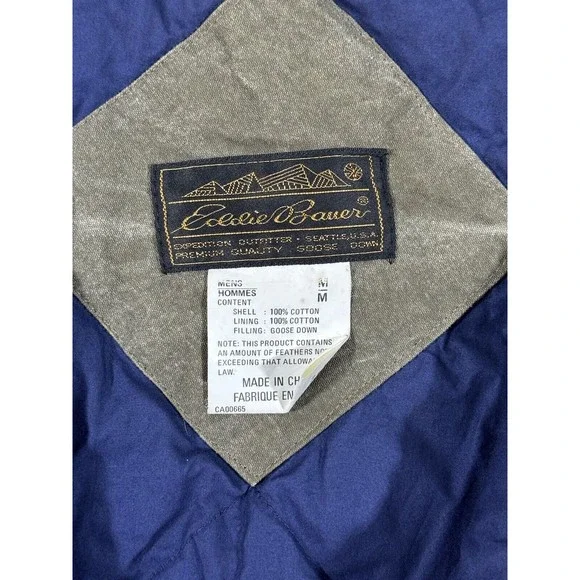 Eddie Bauer®
EXPEDITION OUTFITTER · SEATTLE, U.S.A.
PREMIUM QUALITY GOOSE DOWN
MENS M
HOMMES M
CONTENT
SHELL : 100% COTTON
LINING : 100% COTTON
FILLING: GOOSE DOWN
NOTE: THIS PRODUCT CONTAINS
AN AMOUNT OF FEATHERS NO
EXCEEDING THAT ALLOWA
LAW.
MADE IN CH
FABRIQUE EN
CA00665